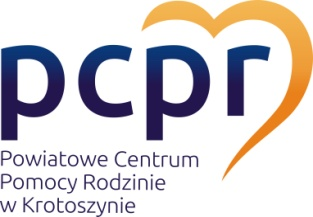 pcpr
Powiatowe Centrum
Pomocy Rodzinie
w Krotoszynie